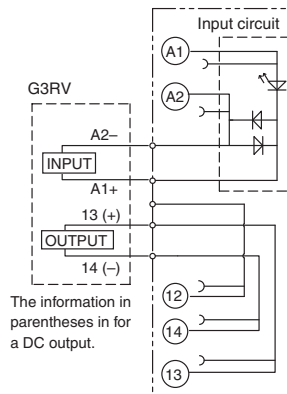 Input circuit
A1
G3RV
A2
A2–
INPUT
A1+
13 (+)
OUTPUT
14 (–)
12
The information in
parentheses in for
a DC output.
14
13